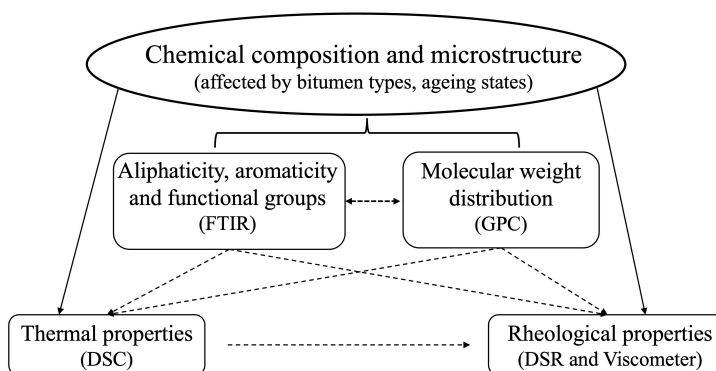 Chemical composition and microstructure
(affected by bitumen types, ageing states)
Aliphaticity, aromaticity
and functional groups
(FTIR)
Molecular weight
distribution
(GPC)
Thermal properties
(DSC)
Rheological properties
(DSR and Viscometer)